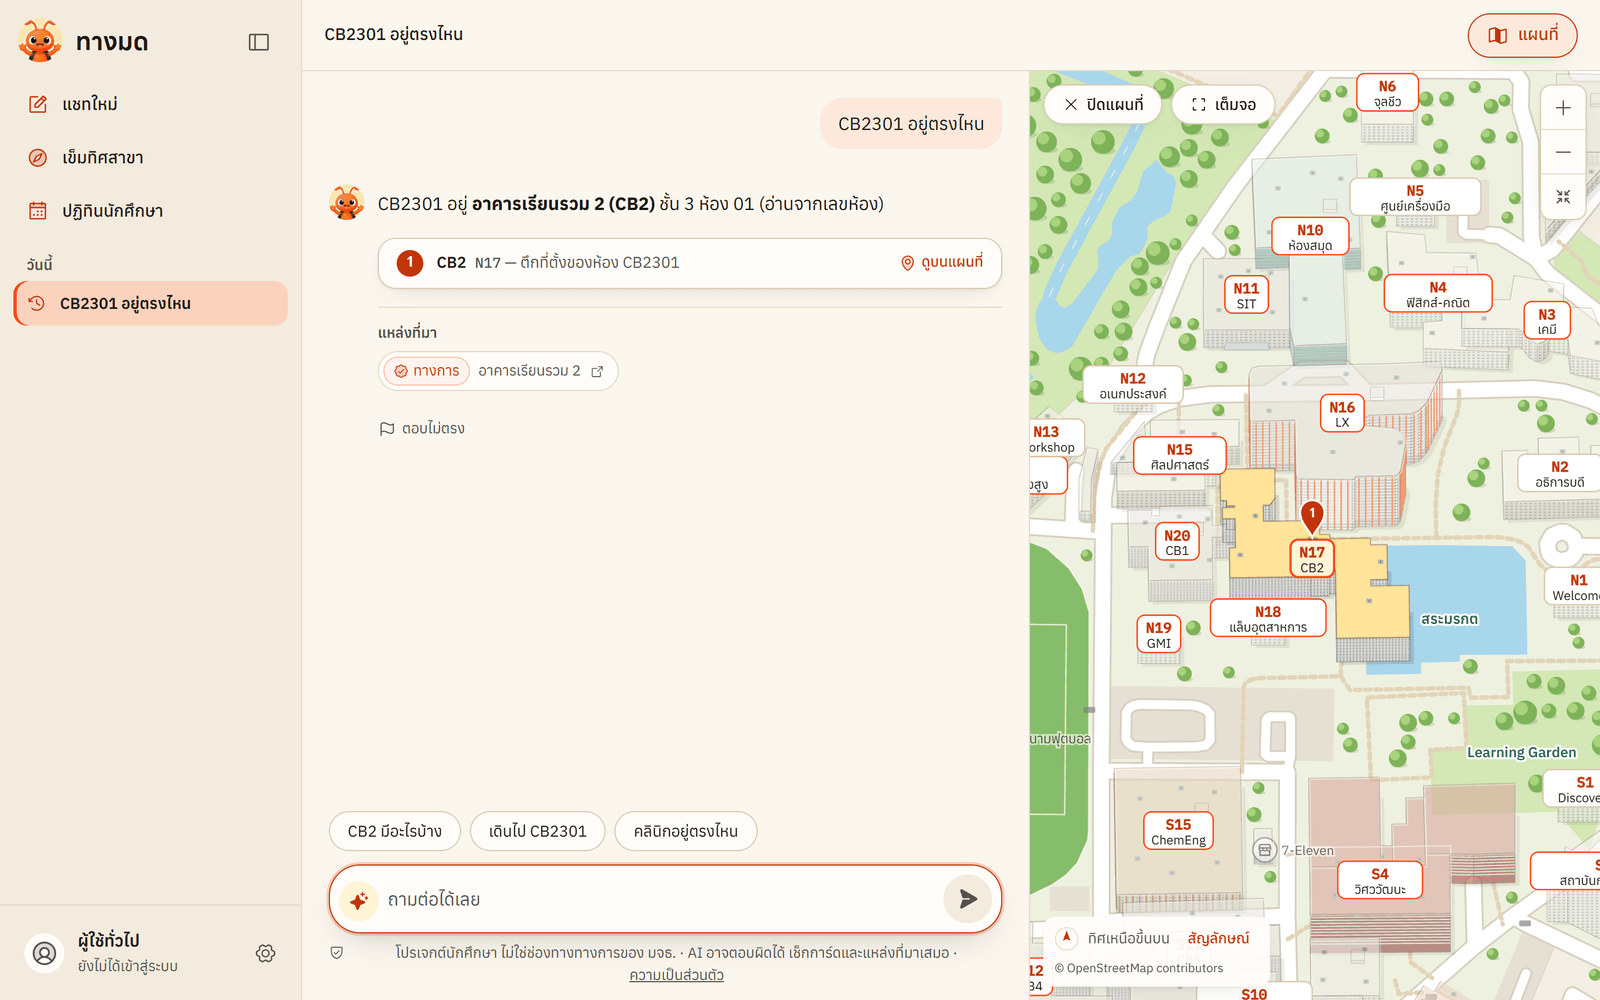 ทางมด
แชทใหม่
เข็มทิศสาขา
ปฏิทินนักศึกษา
วันนี้
CB2301 อยู่ตรงไหน
ผู้ใช้ทั่วไป
ยังไม่ได้เข้าสู่ระบบ
CB2301 อยู่ตรงไหน
แผนที่
CB2301 อยู่ตรงไหน
CB2301 อยู่ อาคารเรียนรวม 2 (CB2) ชั้น 3 ห้อง 01 (อ่านจากเลขห้อง)
1 CB2 N17 — ตึกที่ตั้งของห้อง CB2301 ดูบนแผนที่
แหล่งที่มา
ทางการ อาคารเรียนรวม 2
ตอบไม่ตรง
CB2 มีอะไรบ้าง เดินไป CB2301 คลินิกอยู่ตรงไหน
ถามต่อได้เลย
โปรเจกต์นักศึกษา ไม่ใช่ช่องทางทางการของ มจธ. · AI อาจตอบผิดได้ เช็กการ์ดและแหล่งที่มาเสมอ ·
ความเป็นส่วนตัว
ปิดแผนที่ เต็มจอ
N6
จุลชีว
N5
ศูนย์เครื่องมือ
N10
ห้องสมุด
N11
SIT
N4
ฟิสิกส์-คณิต
N3
เคมี
N12
อเนกประสงค์
N16
LX
N13
orkshop
N15
ศิลปศาสตร์
N2
อธิการบดี
งสูง
1
N20
CB1
N17
CB2
N1
Welcome
N18
แล็บอุตสาหการ
สระมรกต
N19
GMI
นามฟุตบอล
Learning Garden
S1
Discove
S15
ChemEng
7-Eleven
S4
วิศววัฒนะ
สถาบัน
ทิศเหนือขึ้นบน สัญลักษณ์
© OpenStreetMap contributors
12
34
S10